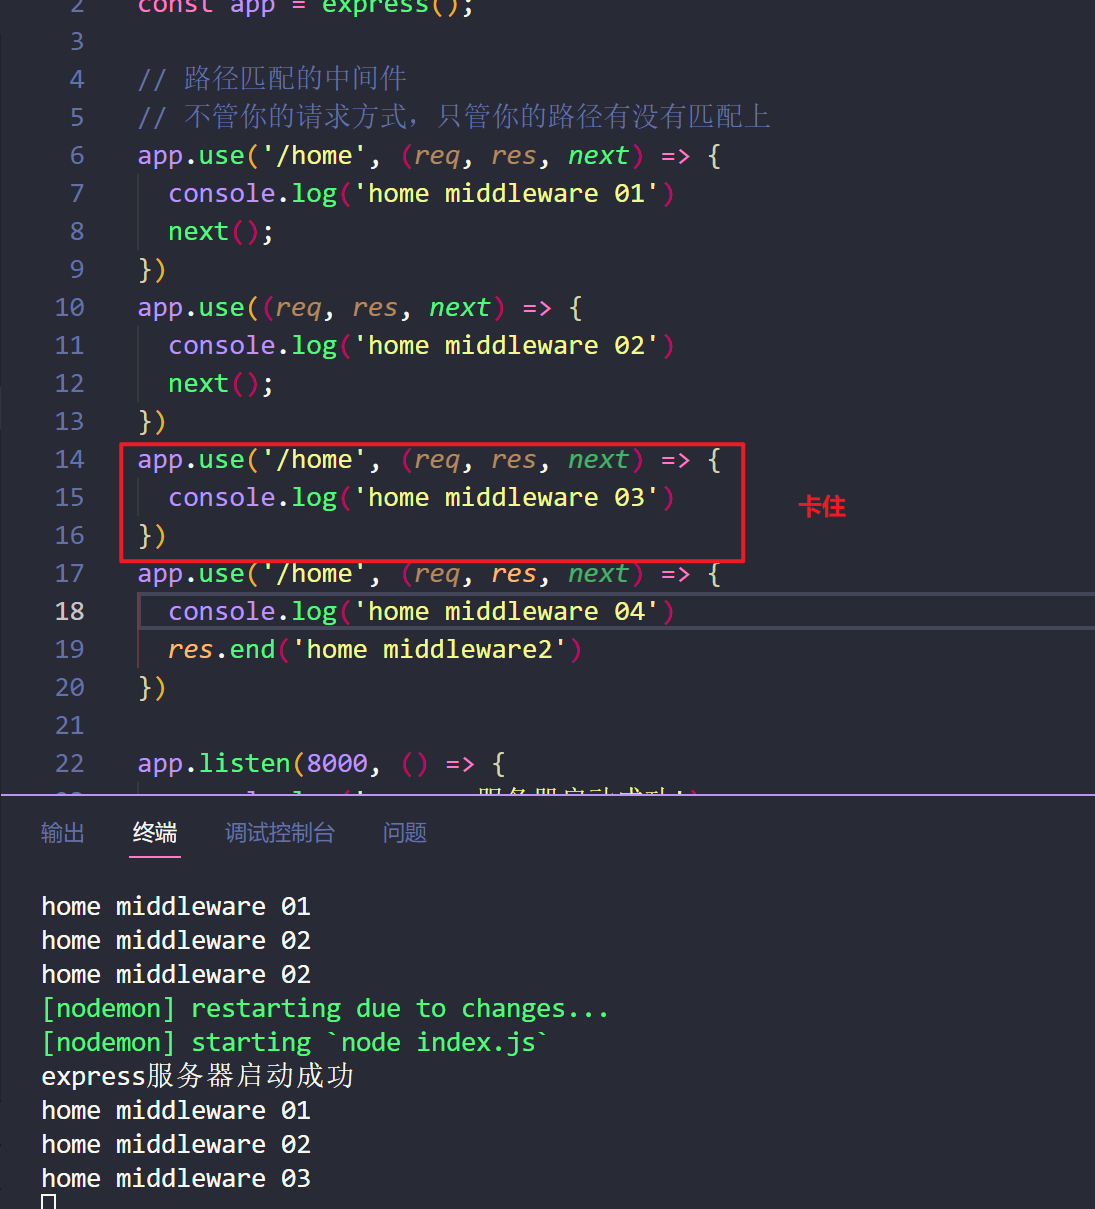 2 const app = express();
3
4 // 路径匹配的中间件
5 // 不管你的请求方式，只管你的路径有没有匹配上
6 app.use('/home', (req, res, next) => {
7 console.log('home middleware 01')
8 next();
9 })
10 app.use((req, res, next) => {
11 console.log('home middleware 02')
12 next();
13 })
14 app.use('/home', (req, res, next) => {
15 console.log('home middleware 03')
卡住
16 })
17 app.use('/home', (req, res, next) => {
18 console.log('home middleware 04')
19 res.end('home middleware2')
20 })
21
22 app.listen(8000, () => {
服务器启动成功')
输出 终端 调试控制台 问题
home middleware 01
home middleware 02
home middleware 02
[nodemon] restarting due to changes...
[nodemon] starting `node index.js`
express服务器启动成功
home middleware 01
home middleware 02
home middleware 03